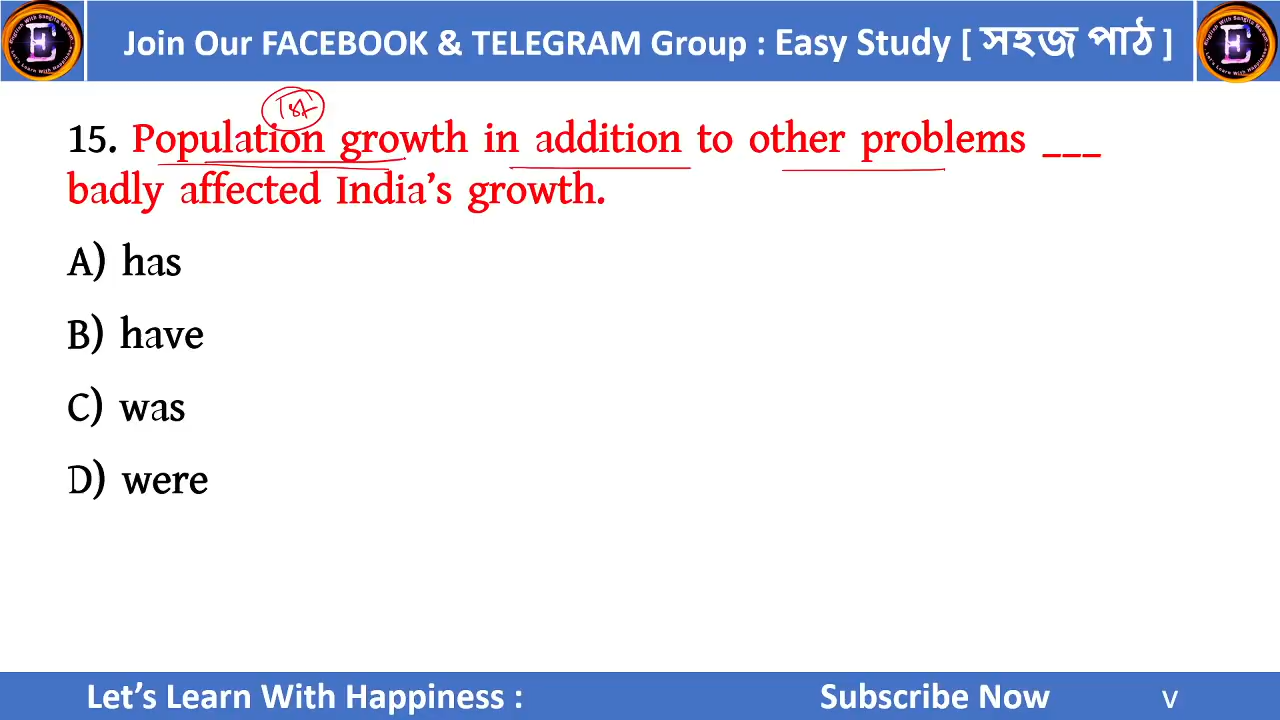 Join Our FACEBOOK & TELEGRAM Group : Easy Study [ সহজ পাঠ ]
1st
15. Population growth in addition to other problems ___
badly affected India’s growth.
A) has
B) have
C) was
D) were
Let’s Learn With Happiness :
Subscribe Now
v